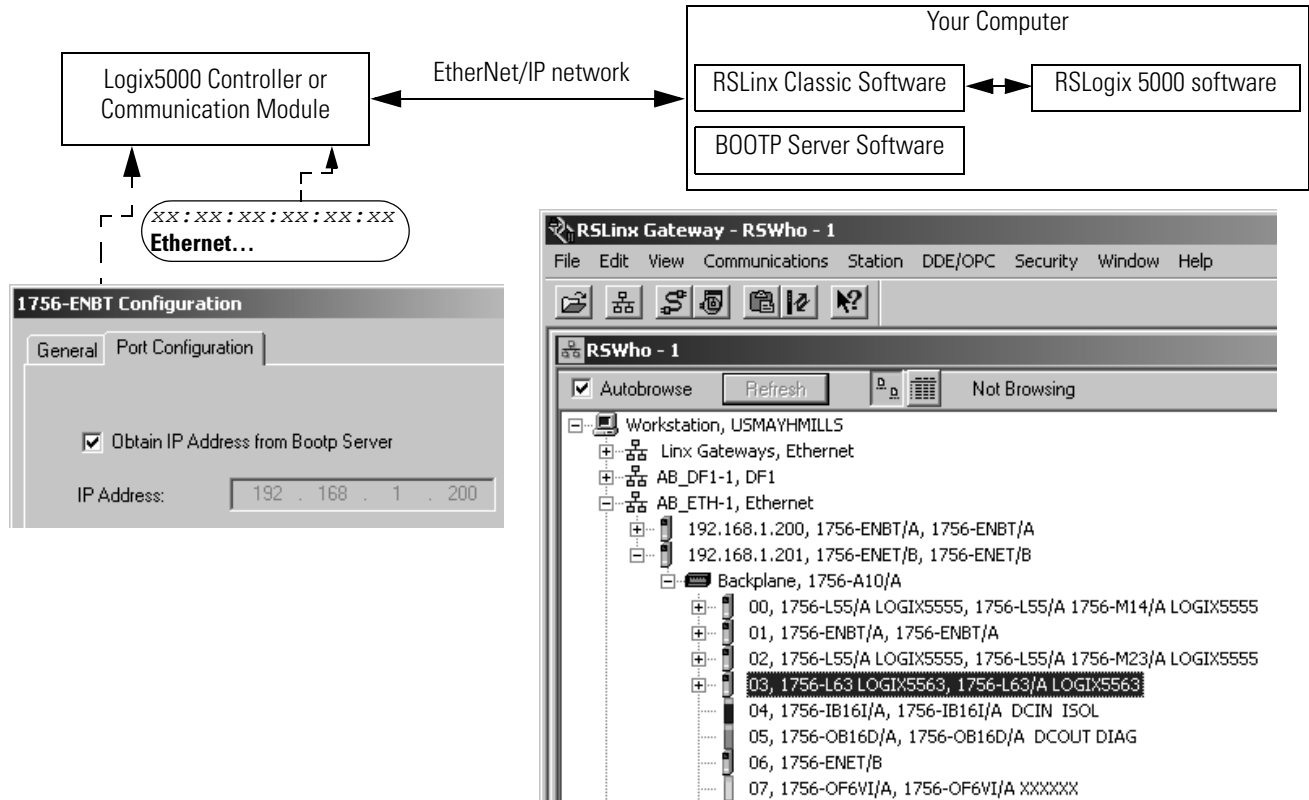 Your Computer
Logix5000 Controller or
Communication Module
EtherNet/IP network
RSLinx Classic Software
RSLogix 5000 software
BOOTP Server Software
xx:xx:xx:xx:xx:xx
Ethernet...
1756-ENBT Configuration
General Port Configuration
Obtain IP Address from Bootp Server
IP Address: 192 . 168 . 1 . 200
RSLinx Gateway - RSWho - 1
File Edit View Communications Station DDE/OPC Security Window Help
RSWho - 1
Autobrowse Refresh Not Browsing
Workstation, USMAYHMILLS
Linx Gateways, Ethernet
AB_DF1-1, DF1
AB_ETH-1, Ethernet
192.168.1.200, 1756-ENBT/A, 1756-ENBT/A
192.168.1.201, 1756-ENET/B, 1756-ENET/B
Backplane, 1756-A10/A
00, 1756-L55/A LOGIX5555, 1756-L55/A 1756-M14/A LOGIX5555
01, 1756-ENBT/A, 1756-ENBT/A
02, 1756-L55/A LOGIX5555, 1756-L55/A 1756-M23/A LOGIX5555
03, 1756-L63 LOGIX5563, 1756-L63/A LOGIX5563
04, 1756-IB16I/A, 1756-IB16I/A DCIN ISOL
05, 1756-OB16D/A, 1756-OB16D/A DCOUT DIAG
06, 1756-ENET/B
07, 1756-OF6VI/A, 1756-OF6VI/A XXXXXX